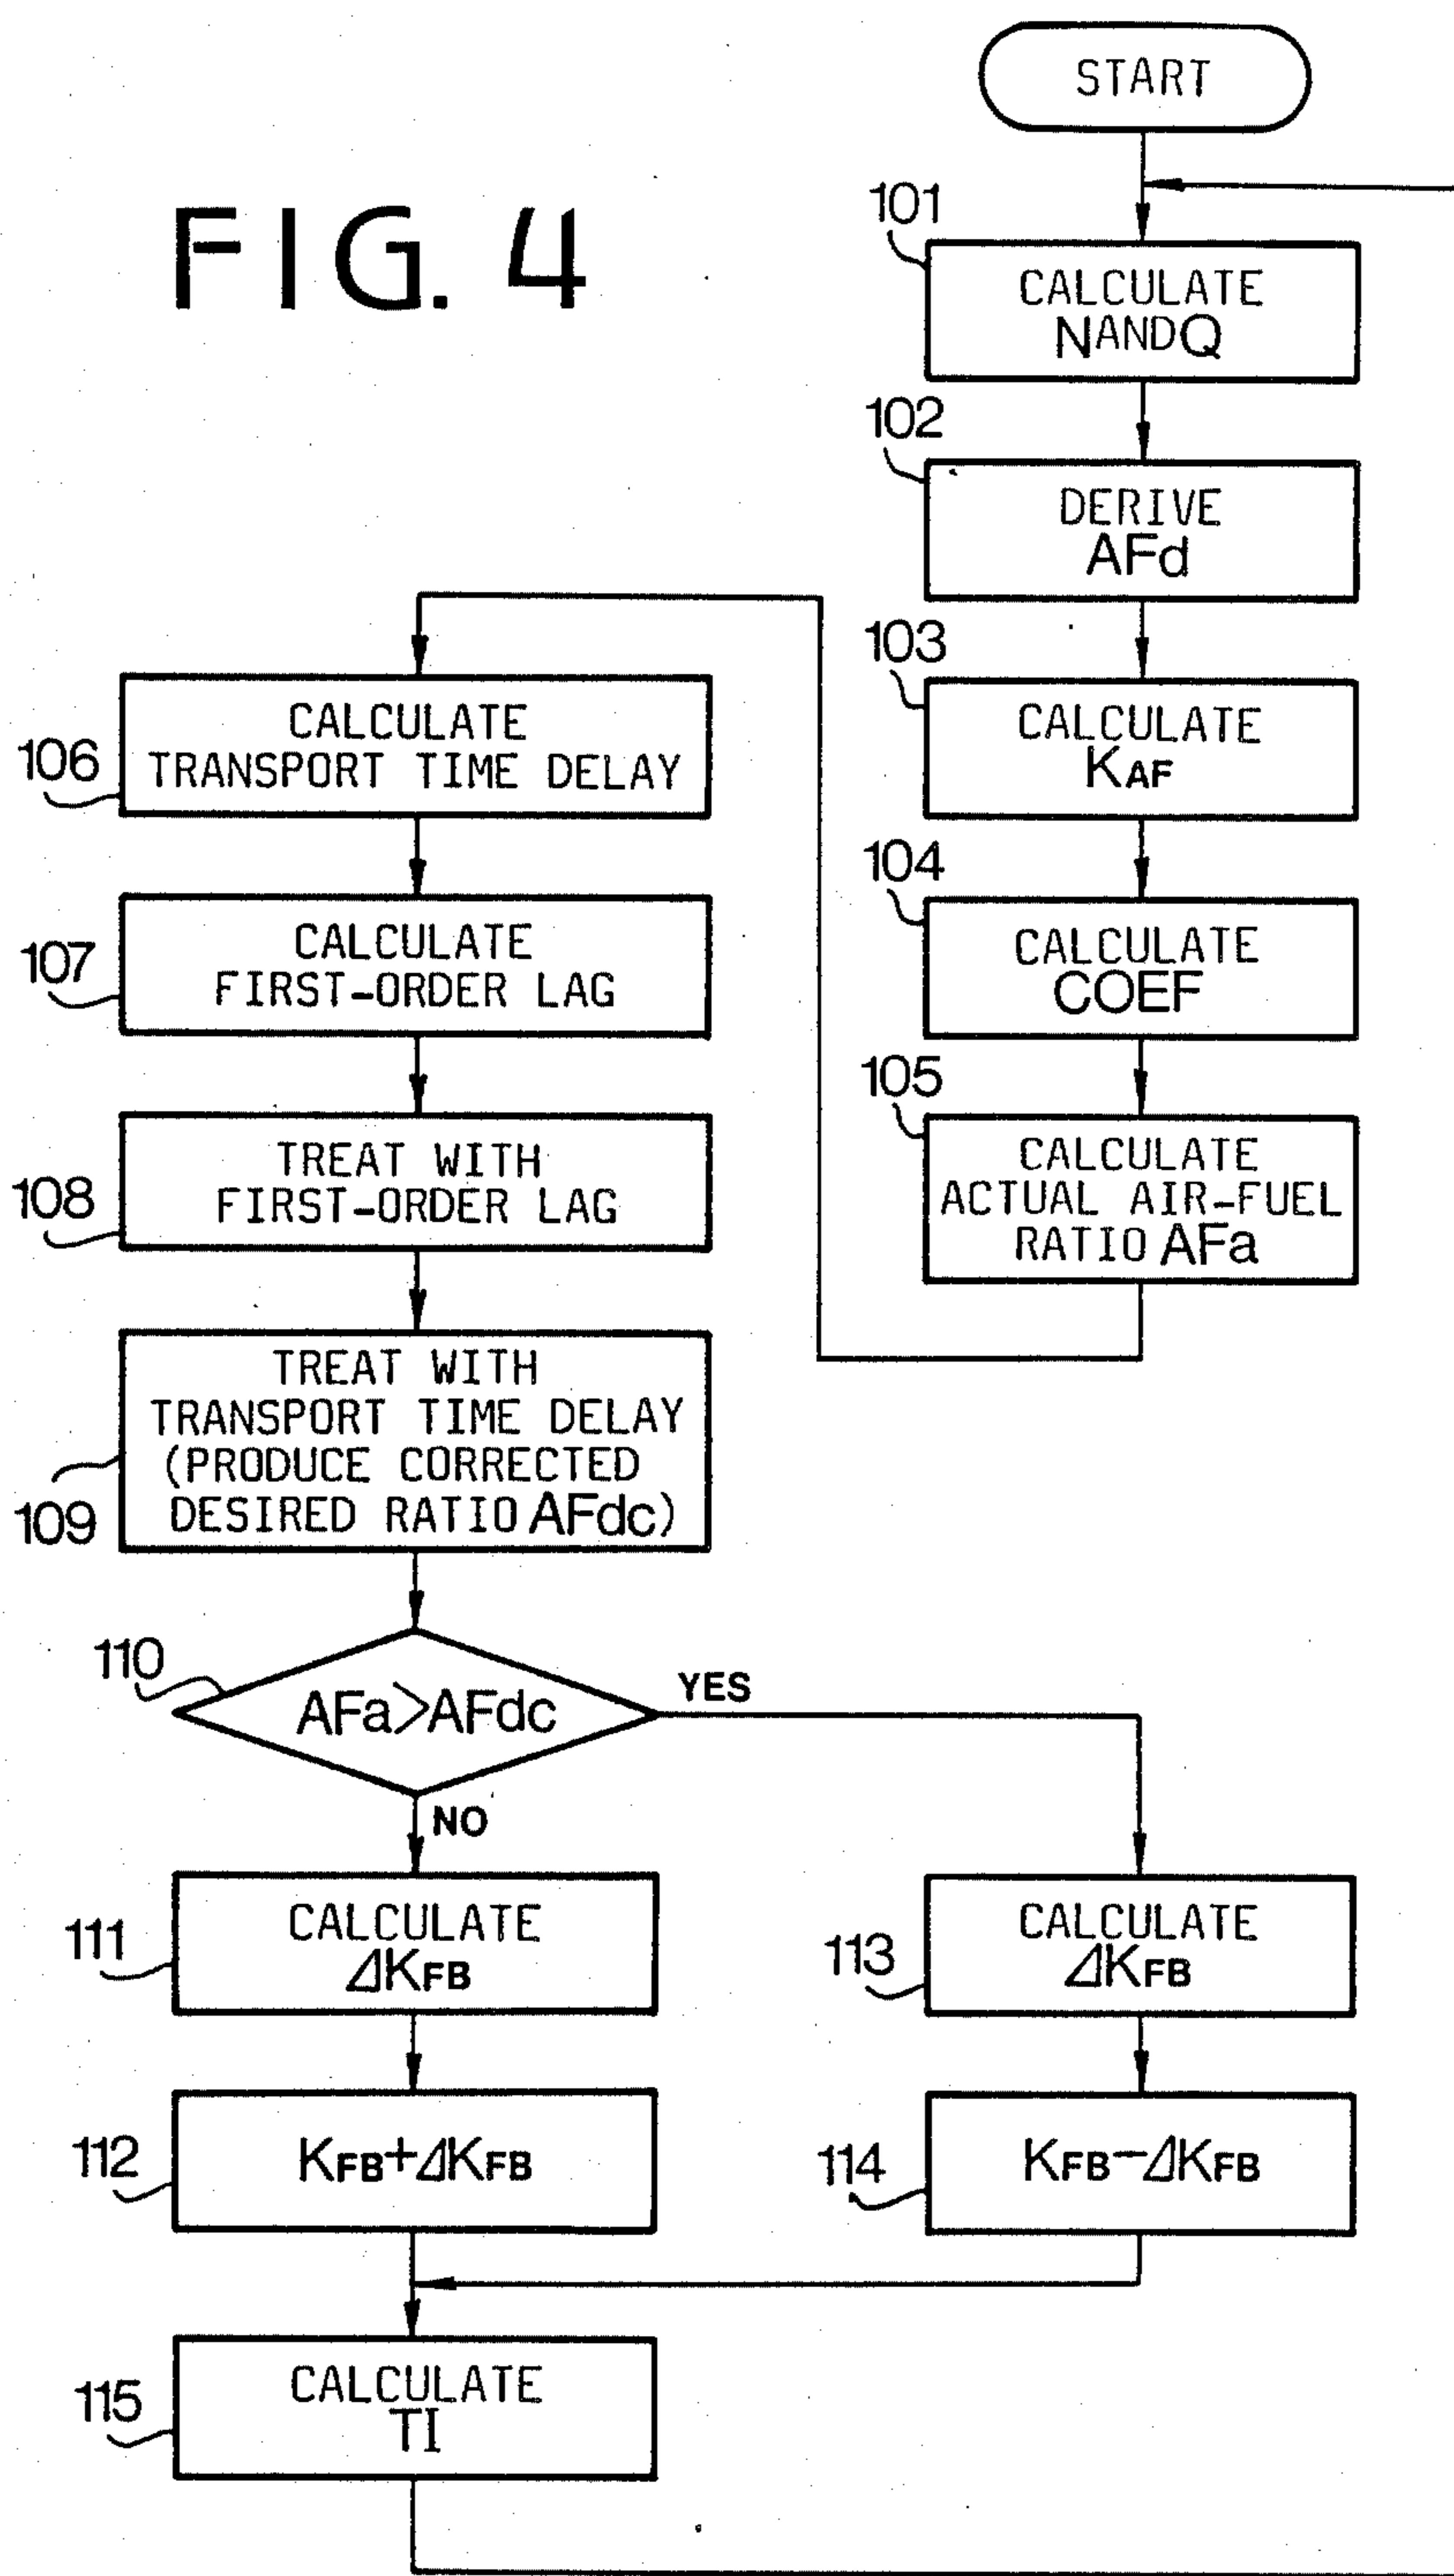 FIG. 4
START
101
CALCULATE
N AND Q
102
DERIVE
AFd
103
CALCULATE
KAF
104
CALCULATE
COEF
105
CALCULATE
ACTUAL AIR-FUEL
RATIO AFa
106
CALCULATE
TRANSPORT TIME DELAY
107
CALCULATE
FIRST-ORDER LAG
108
TREAT WITH
FIRST-ORDER LAG
109
TREAT WITH
TRANSPORT TIME DELAY
(PRODUCE CORRECTED
DESIRED RATIO AFdc)
110
AFa>AFdc
YES
NO
111
CALCULATE
ΔKFB
112
KFB+ΔKFB
113
CALCULATE
ΔKFB
114
KFB-ΔKFB
115
CALCULATE
TI